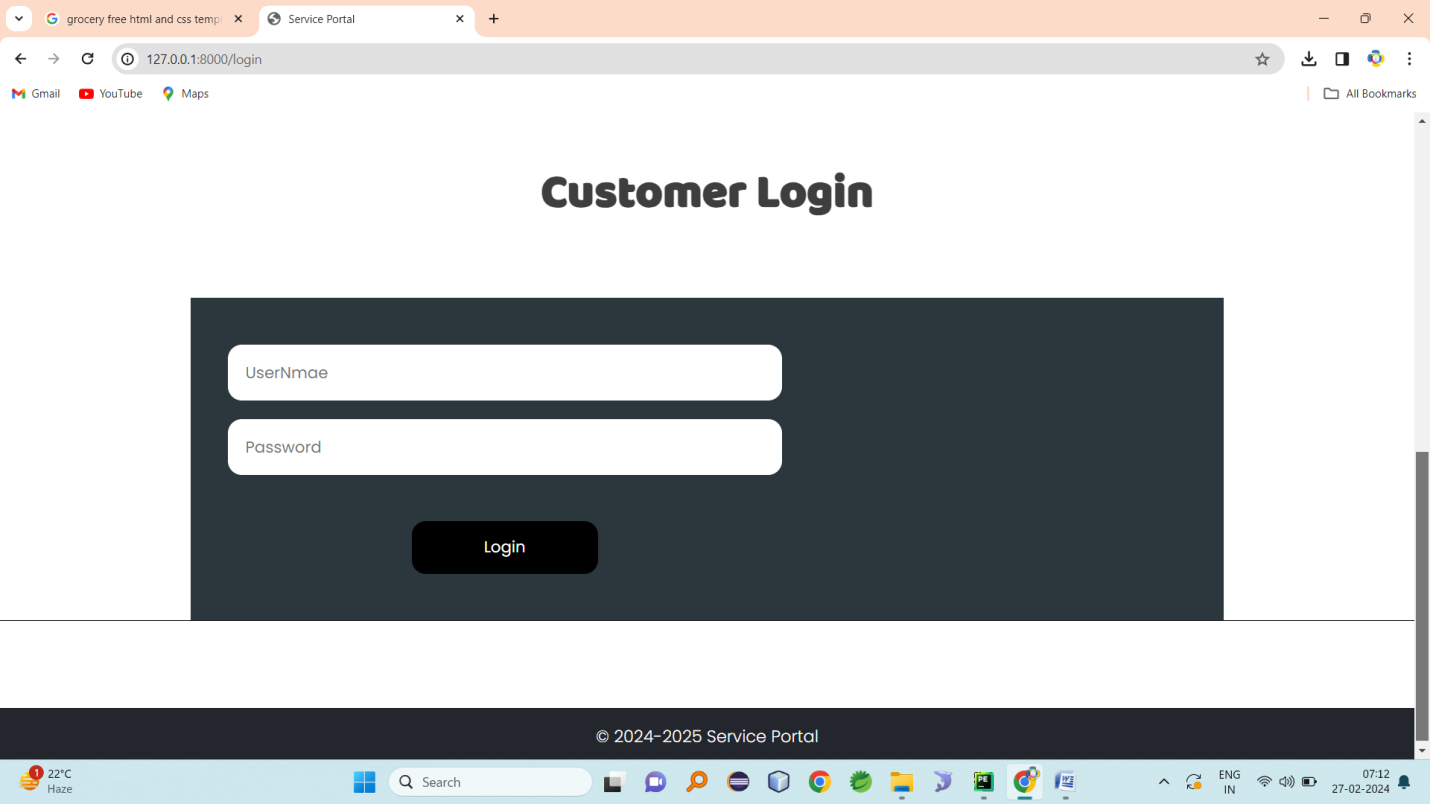 grocery free html and css temp
Service Portal
127.0.0.1:8000/login
Gmail
YouTube
Maps
All Bookmarks
Customer Login
UserNmae
Password
Login
© 2024-2025 Service Portal
1
22°C
Haze
Search
PE
ENG
IN
07:12
27-02-2024